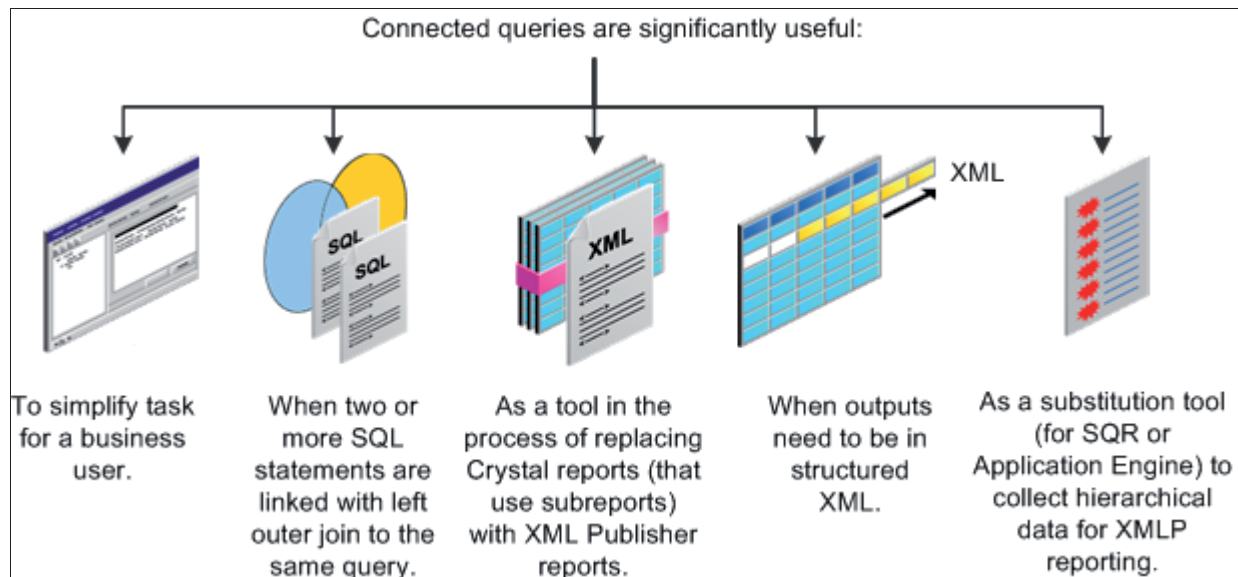 Connected queries are significantly useful:
XML
SQL
SQL
XML
To simplify task
for a business
user.
When two or
more SQL
statements are
linked with left
outer join to the
same query.
As a tool in the
process of replacing
Crystal reports (that
use subreports)
with XML Publisher
reports.
When outputs
need to be in
structured
XML.
As a substitution tool
(for SQR or
Application Engine) to
collect hierarchical
data for XMLP
reporting.